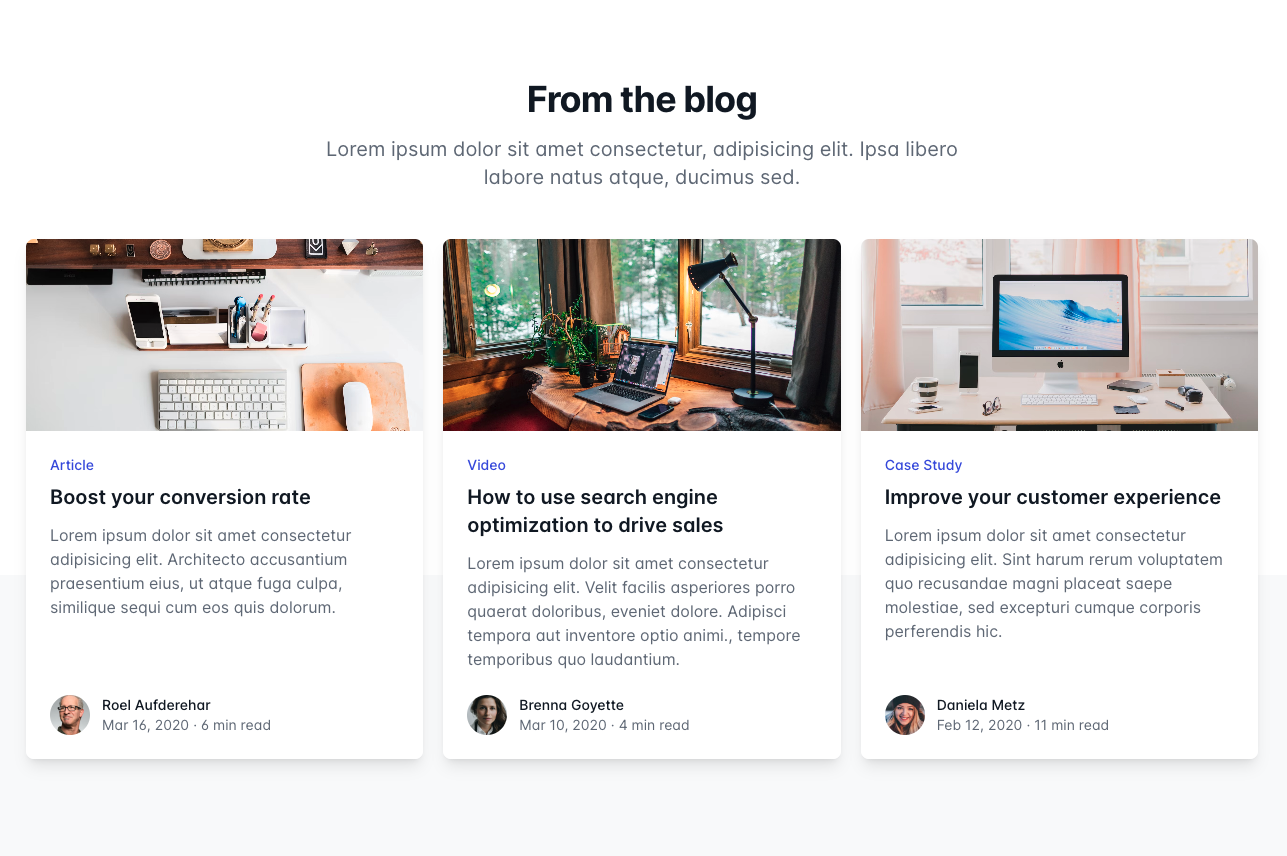 From the blog
Lorem ipsum dolor sit amet consectetur, adipisicing elit. Ipsa libero
labore natus atque, ducimus sed.
Article
Boost your conversion rate
Lorem ipsum dolor sit amet consectetur
adipisicing elit. Architecto accusantium
praesentium eius, ut atque fuga culpa,
similique sequi cum eos quis dolorum.
Roel Aufderehar
Mar 16, 2020 · 6 min read
Video
How to use search engine
optimization to drive sales
Lorem ipsum dolor sit amet consectetur
adipisicing elit. Velit facilis asperiores porro
quaerat doloribus, eveniet dolore. Adipisci
tempora aut inventore optio animi., tempore
temporibus quo laudantium.
Brenna Goyette
Mar 10, 2020 · 4 min read
Case Study
Improve your customer experience
Lorem ipsum dolor sit amet consectetur
adipisicing elit. Sint harum rerum voluptatem
quo recusandae magni placeat saepe
molestiae, sed excepturi cumque corporis
perferendis hic.
Daniela Metz
Feb 12, 2020 · 11 min read